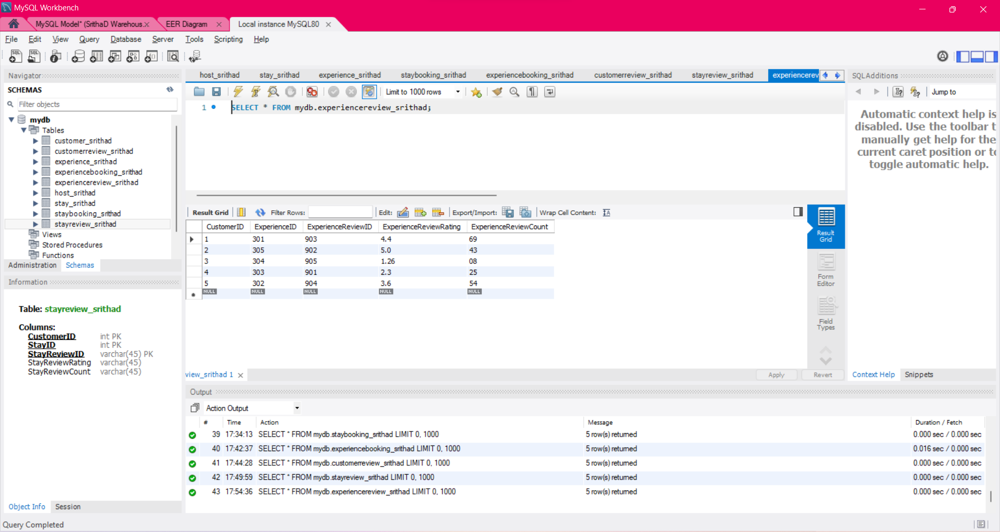 MySQL Workbench
MySQL Model* (SrithaD Warehous.. EER Diagram Local instance MySQL80
File Edit View Query Database Server Tools Scripting Help
Navigator
SCHEMAS
Filter objects
mydb
Tables
customer_srithad
customerreview_srithad
experience_srithad
experiencebooking_srithad
experiencereview_srithad
host_srithad
stay_srithad
staybooking_srithad
stayreview_srithad
Views
Stored Procedures
Functions
Administration Schemas
Information
Table: stayreview_srithad
Columns:
CustomerID int PK
StayID int PK
StayReviewID varchar(45) PK
StayReviewRating varchar(45)
StayReviewCount varchar(45)
Object Info Session
Query Completed
host_srithad stay_srithad experience_srithad staybooking_srithad experiencebooking_srithad customerreview_srithad stayreview_srithad experiencerev
Limit to 1000 rows
1 SELECT * FROM mydb.experiencereview_srithad;
Result Grid Filter Rows: Edit: Export/Import: Wrap Cell Content:
CustomerID ExperienceID ExperienceReviewID ExperienceReviewRating ExperienceReviewCount
1 301 903 4.4 69
2 305 902 5.0 43
3 304 905 1.26 08
4 303 901 2.3 25
5 302 904 3.6 54
NULL NULL NULL NULL NULL
Result Grid
Form Editor
Field Types
view_srithad 1
Apply Revert
SQLAdditions
Jump to
Automatic context help is
disabled. Use the toolbar t
manually get help for the
current caret position or to
toggle automatic help.
Context Help Snippets
Output
Action Output
# Time Action Message Duration / Fetch
39 17:34:13 SELECT * FROM mydb.staybooking_srithad LIMIT 0, 1000 5 row(s) returned 0.000 sec / 0.000 sec
40 17:42:37 SELECT * FROM mydb.experiencebooking_srithad LIMIT 0, 1000 5 row(s) returned 0.016 sec / 0.000 sec
41 17:44:28 SELECT * FROM mydb.customerreview_srithad LIMIT 0, 1000 5 row(s) returned 0.000 sec / 0.000 sec
42 17:49:59 SELECT * FROM mydb.stayreview_srithad LIMIT 0, 1000 5 row(s) returned 0.000 sec / 0.000 sec
43 17:54:36 SELECT * FROM mydb.experiencereview_srithad LIMIT 0, 1000 5 row(s) returned 0.000 sec / 0.000 sec